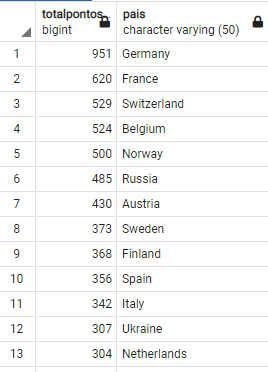 totalpontos pais
bigint character varying (50)
1 951 Germany
2 620 France
3 529 Switzerland
4 524 Belgium
5 500 Norway
6 485 Russia
7 430 Austria
8 373 Sweden
9 368 Finland
10 356 Spain
11 342 Italy
12 307 Ukraine
13 304 Netherlands